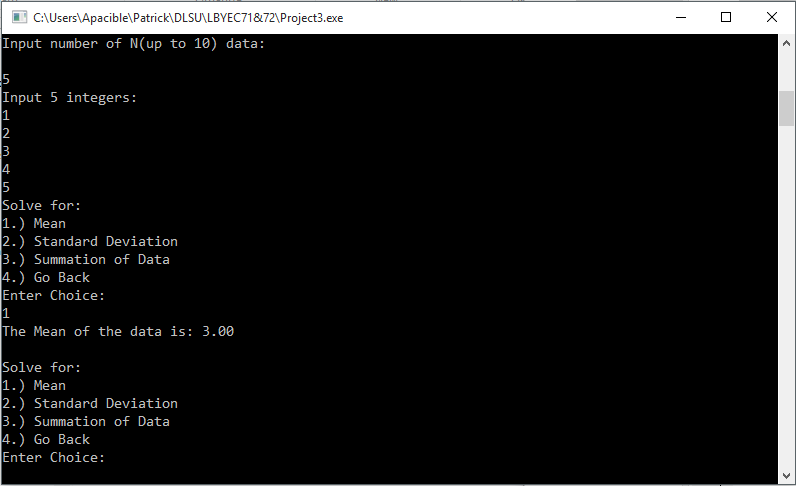 C:\Users\Apacible\Patrick\DLSU\LBYEC71&72\Project3.exe
Input number of N(up to 10) data:
5
Input 5 integers:
1
2
3
4
5
Solve for:
1.) Mean
2.) Standard Deviation
3.) Summation of Data
4.) Go Back
Enter Choice:
1
The Mean of the data is: 3.00
Solve for:
1.) Mean
2.) Standard Deviation
3.) Summation of Data
4.) Go Back
Enter Choice: